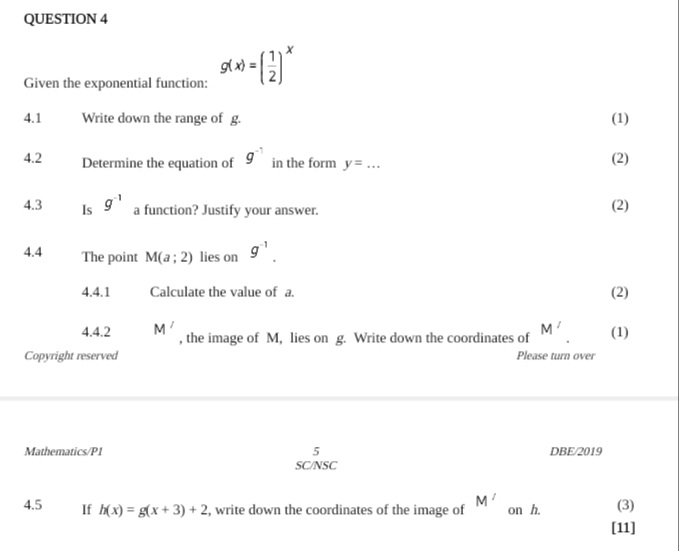 QUESTION 4
Given the exponential function: g(x) = (1/2)^x
4.1 Write down the range of g. (1)
4.2 Determine the equation of g⁻¹ in the form y = … (2)
4.3 Is g⁻¹ a function? Justify your answer. (2)
4.4 The point M(a ; 2) lies on g⁻¹.
4.4.1 Calculate the value of a. (2)
4.4.2 M/, the image of M, lies on g. Write down the coordinates of M/. (1)
Copyright reserved Please turn over
Mathematics/P1 5 DBE/2019
SC/NSC
4.5 If h(x) = g(x + 3) + 2, write down the coordinates of the image of M/ on h. (3)
[11]